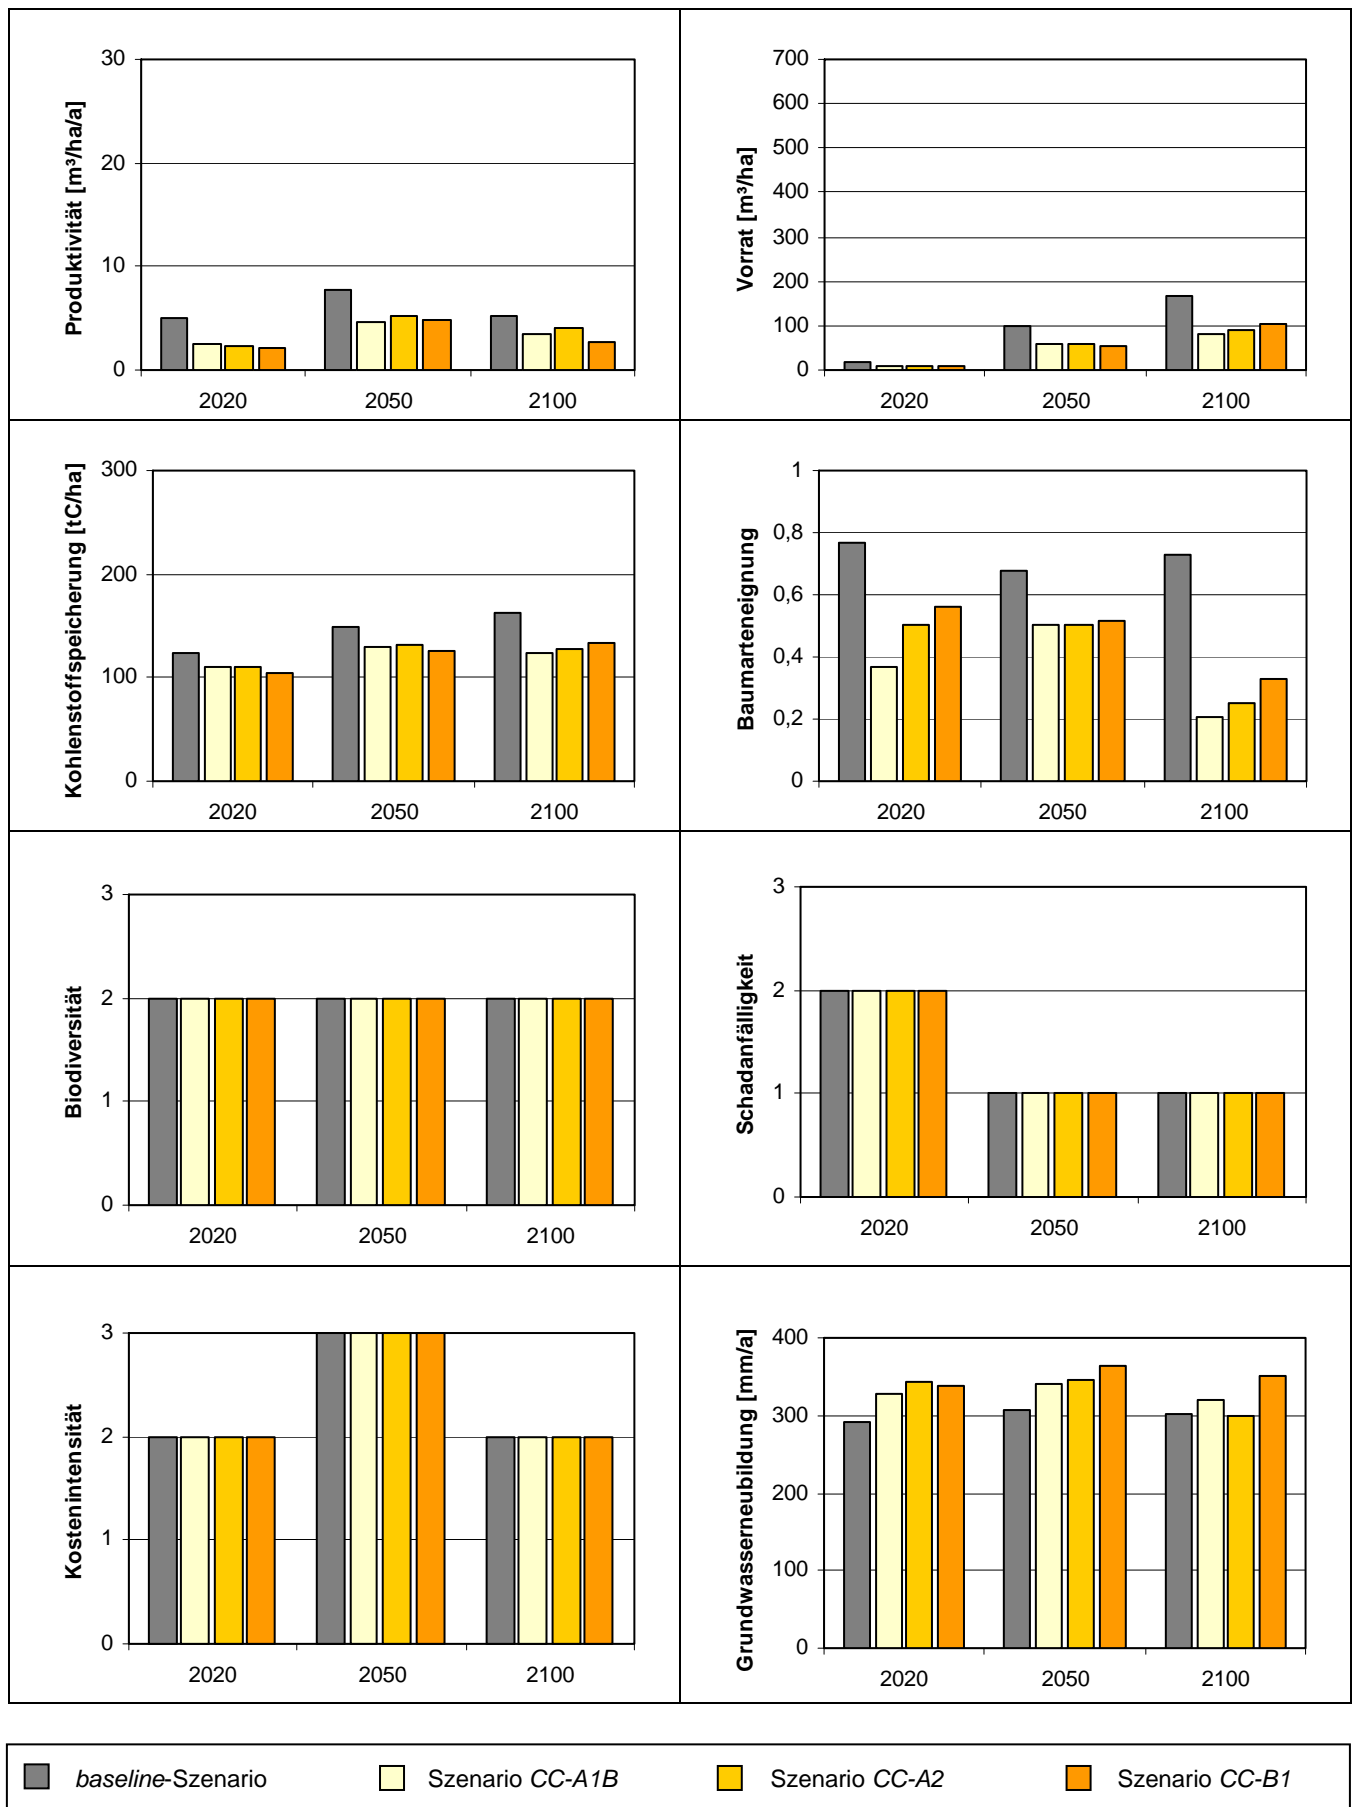 Produktivität [m³/ha/a]
30
20
10
0
2020 2050 2100
Vorrat [m³/ha]
700
600
500
400
300
200
100
0
2020 2050 2100
Kohlenstoffspeicherung [tC/ha]
300
200
100
0
2020 2050 2100
Baumarteneignung
1
0,8
0,6
0,4
0,2
0
2020 2050 2100
Biodiversität
3
2
1
0
2020 2050 2100
Schadanfälligkeit
3
2
1
0
2020 2050 2100
Kostenintensität
3
2
1
0
2020 2050 2100
Grundwasserneubildung [mm/a]
400
300
200
100
0
2020 2050 2100
baseline-Szenario Szenario CC-A1B Szenario CC-A2 Szenario CC-B1